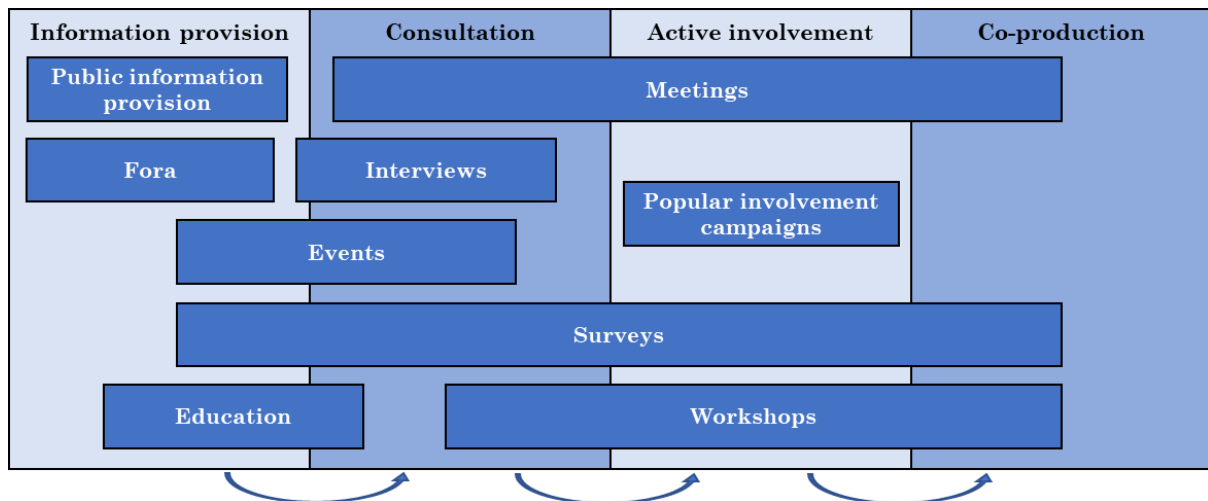 Information provision
Consultation
Active involvement
Co-production
Public information
provision
Meetings
Fora
Interviews
Popular involvement
campaigns
Events
Surveys
Education
Workshops